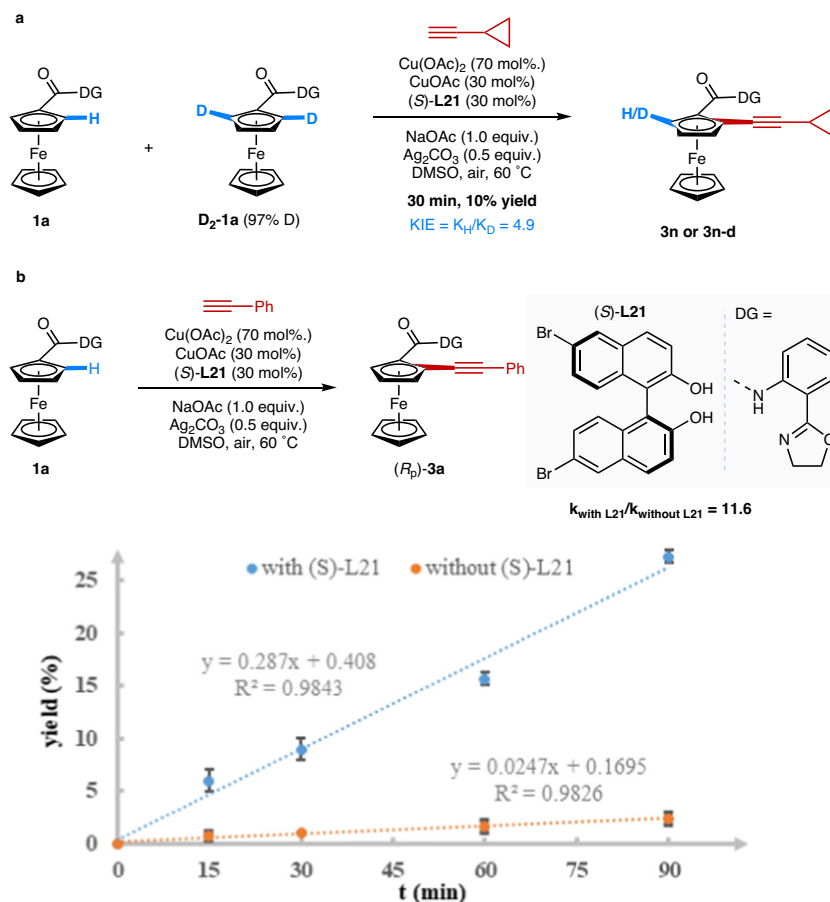 a
Cu(OAc)₂ (70 mol%.)
CuOAc (30 mol%)
(S)-L21 (30 mol%)
NaOAc (1.0 equiv.)
Ag₂CO₃ (0.5 equiv.)
DMSO, air, 60 ˚C
30 min, 10% yield
KIE = K_H/K_D = 4.9
O
DG
H
Fe
1a
+
O
DG
D
D
Fe
D₂-1a (97% D)
O
DG
H/D
Fe
3n or 3n-d
b
O
DG
H
Fe
1a
Ph
Cu(OAc)₂ (70 mol%.)
CuOAc (30 mol%)
(S)-L21 (30 mol%)
NaOAc (1.0 equiv.)
Ag₂CO₃ (0.5 equiv.)
DMSO, air, 60 ˚C
O
DG
Ph
Fe
(Rₚ)-3a
(S)-L21
Br
OH
OH
Br
DG =
NH
N
O
k_with L21/k_without L21 = 11.6
with (S)-L21
without (S)-L21
y = 0.287x + 0.408
R² = 0.9843
y = 0.0247x + 0.1695
R² = 0.9826
yield (%)
25
20
15
10
5
0
0 15 30 45 60 75 90
t (min)